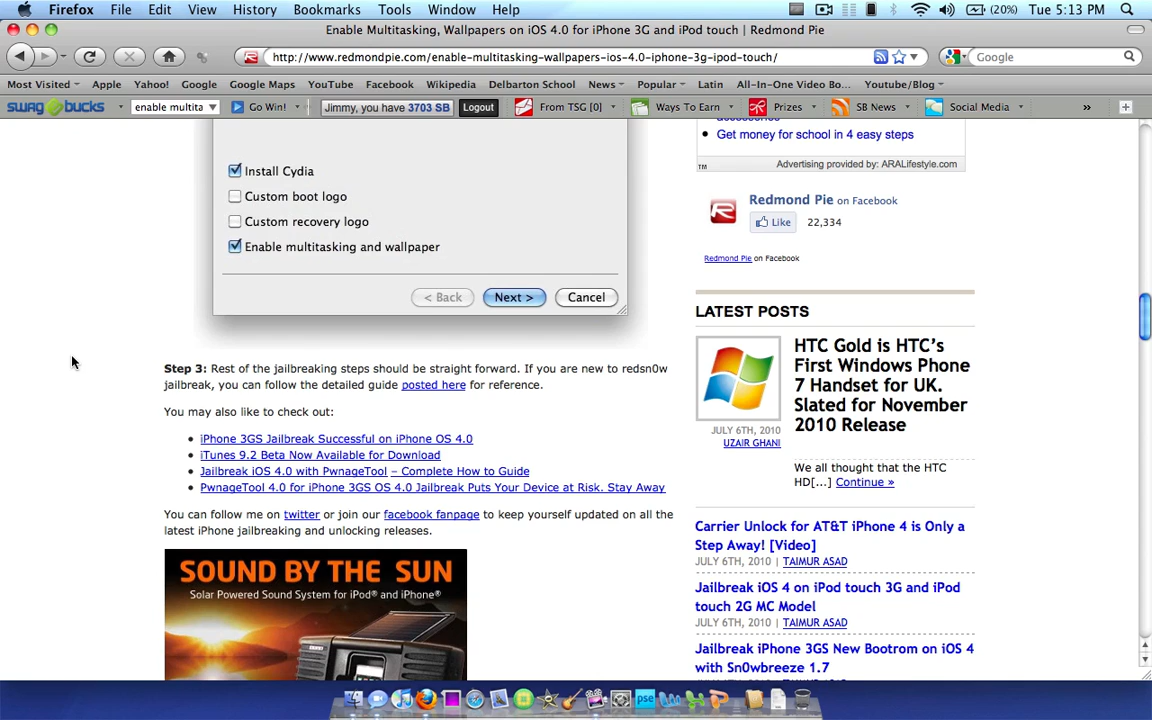 Firefox File Edit View History Bookmarks Tools Window Help (20%) Tue 5:13 PM
Enable Multitasking, Wallpapers on iOS 4.0 for iPhone 3G and iPod touch | Redmond Pie
http://www.redmondpie.com/enable-multitasking-wallpapers-ios-4.0-iphone-3g-ipod-touch/ Google
Most Visited Apple Yahoo! Google Google Maps YouTube Facebook Wikipedia News Popular Latin All-In-One Video Bo... Delbarton School Youtube/Blog
swag bucks enable multita Go Win! Jimmy, you have 3703 SB Logout From TSG [0] Ways To Earn Prizes SB News Social Media »
Get money for school in 4 easy steps
TM Advertising provided by: ARALifestyle.com
Install Cydia
Custom boot logo
Custom recovery logo
Enable multitasking and wallpaper
< Back Next > Cancel
Redmond Pie on Facebook
Like 22,334
Redmond Pie on Facebook
Step 3: Rest of the jailbreaking steps should be straight forward. If you are new to redsn0w
jailbreak, you can follow the detailed guide posted here for reference.
You may also like to check out:
iPhone 3GS Jailbreak Successful on iPhone OS 4.0
iTunes 9.2 Beta Now Available for Download
Jailbreak iOS 4.0 with PwnageTool – Complete How to Guide
PwnageTool 4.0 for iPhone 3GS OS 4.0 Jailbreak Puts Your Device at Risk. Stay Away
You can follow me on twitter or join our facebook fanpage to keep yourself updated on all the
latest iPhone jailbreaking and unlocking releases.
SOUND BY THE SUN
Solar Powered Sound System for iPod® and iPhone®
LATEST POSTS
HTC Gold is HTC's
First Windows Phone
7 Handset for UK.
Slated for November
2010 Release
JULY 6TH, 2010
UZAIR GHANI
We all thought that the HTC
HD[...] Continue »
Carrier Unlock for AT&T iPhone 4 is Only a
Step Away! [Video]
JULY 6TH, 2010 | TAIMUR ASAD
Jailbreak iOS 4 on iPod touch 3G and iPod
touch 2G MC Model
JULY 6TH, 2010 | TAIMUR ASAD
Jailbreak iPhone 3GS New Bootrom on iOS 4
with Sn0wbreeze 1.7
pse